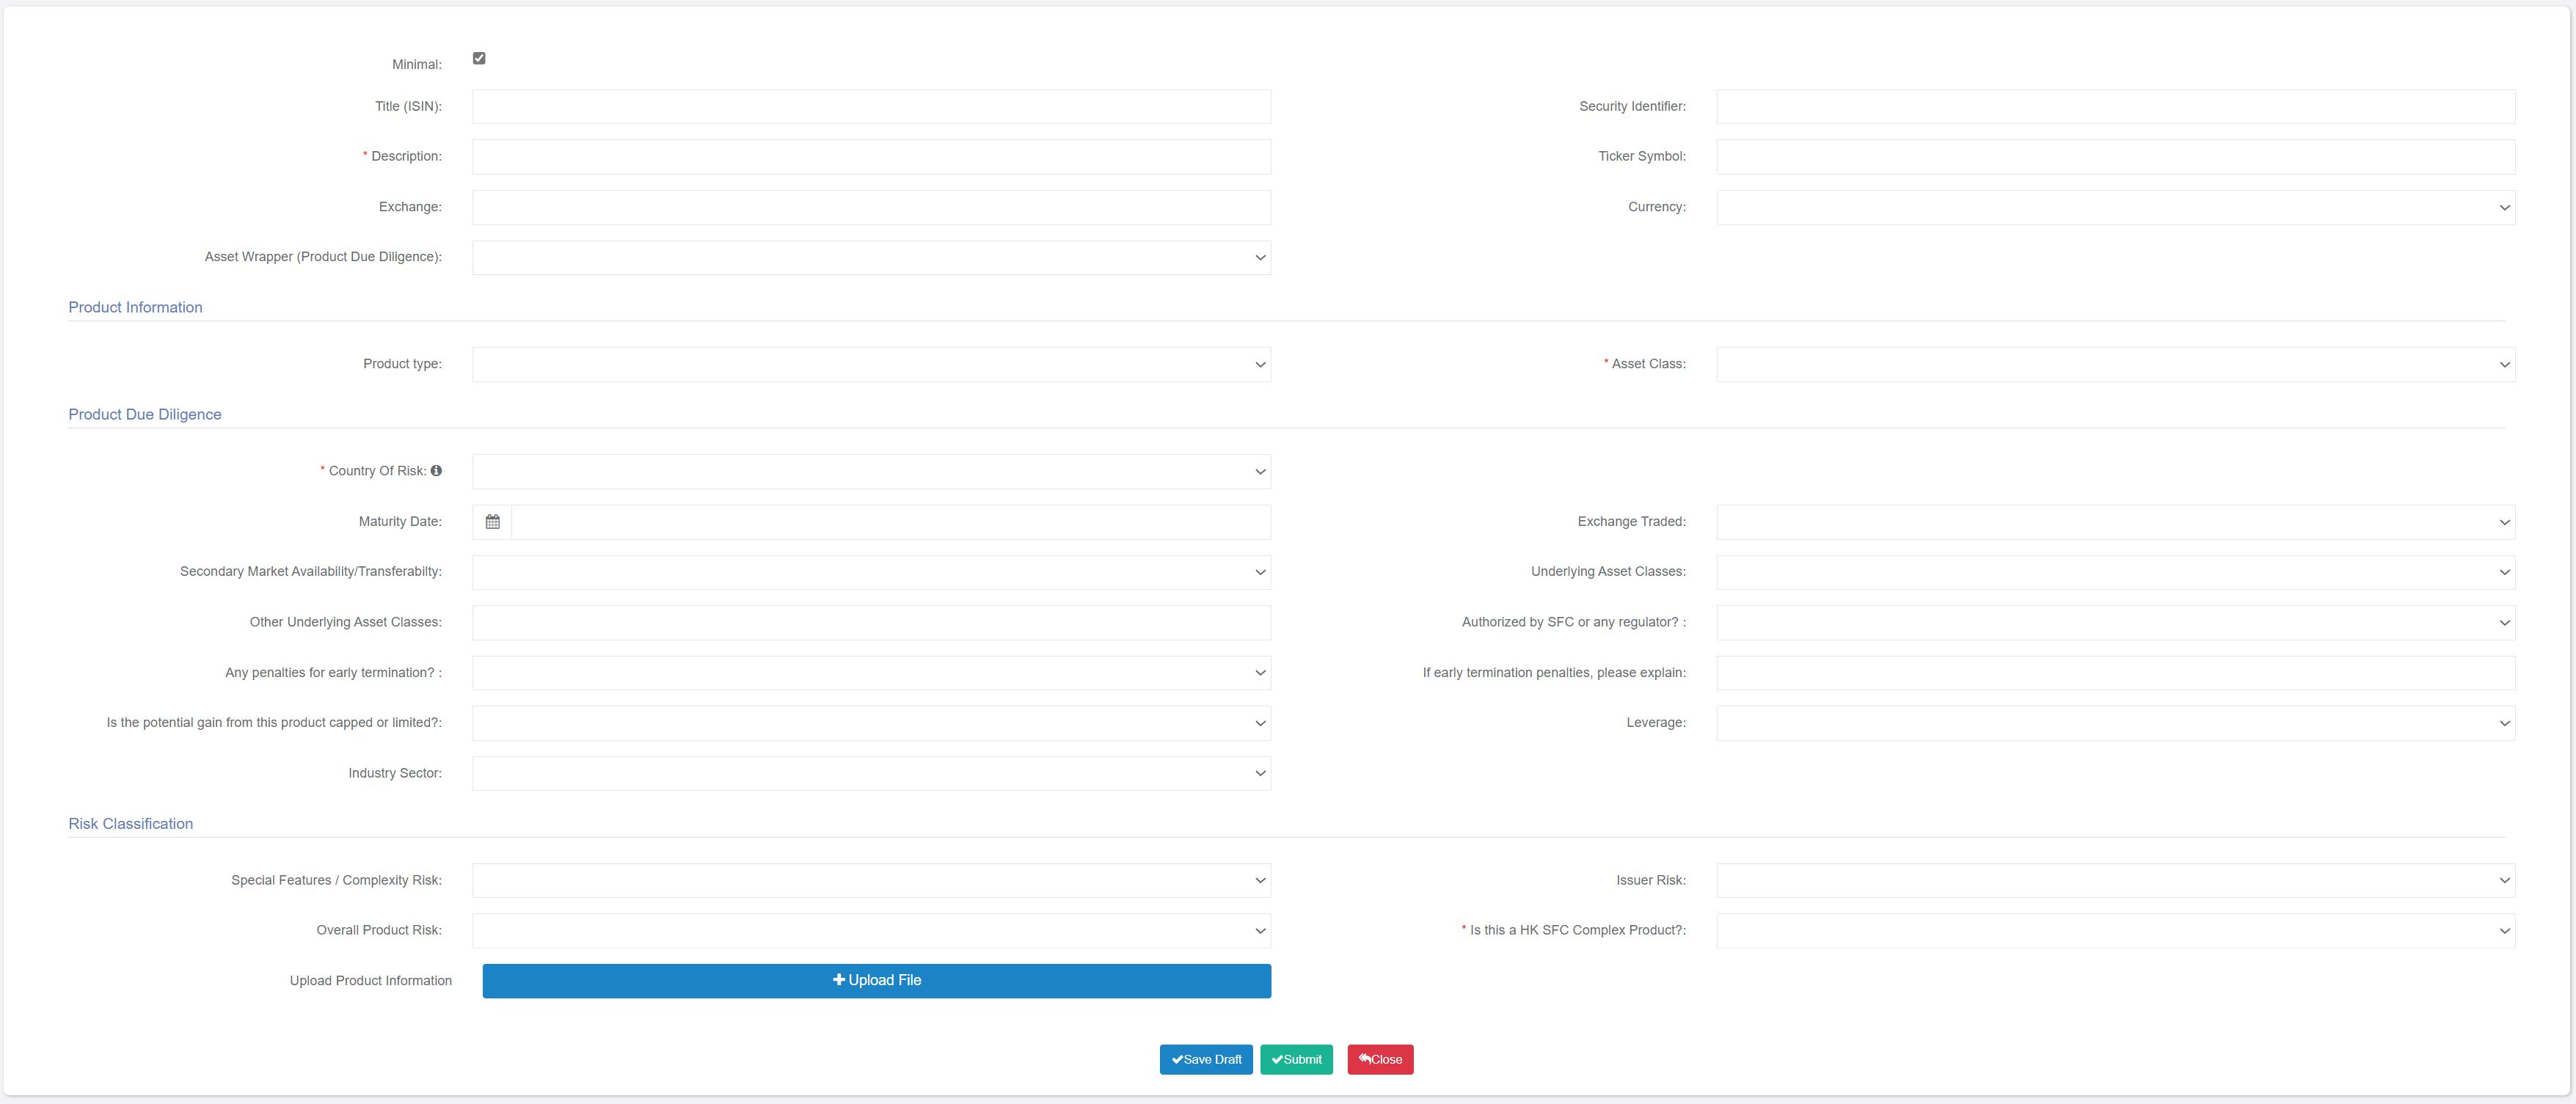 Minimal:
Title (ISIN):
Security Identifier:
* Description:
Ticker Symbol:
Exchange:
Currency:
Asset Wrapper (Product Due Diligence):
Product Information
Product type:
* Asset Class:
Product Due Diligence
* Country Of Risk:
Maturity Date:
Exchange Traded:
Secondary Market Availability/Transferabilty:
Underlying Asset Classes:
Other Underlying Asset Classes:
Authorized by SFC or any regulator? :
Any penalties for early termination? :
If early termination penalties, please explain:
Is the potential gain from this product capped or limited?:
Leverage:
Industry Sector:
Risk Classification
Special Features / Complexity Risk:
Issuer Risk:
Overall Product Risk:
* Is this a HK SFC Complex Product?:
Upload Product Information
Upload File
Save Draft
Submit
Close